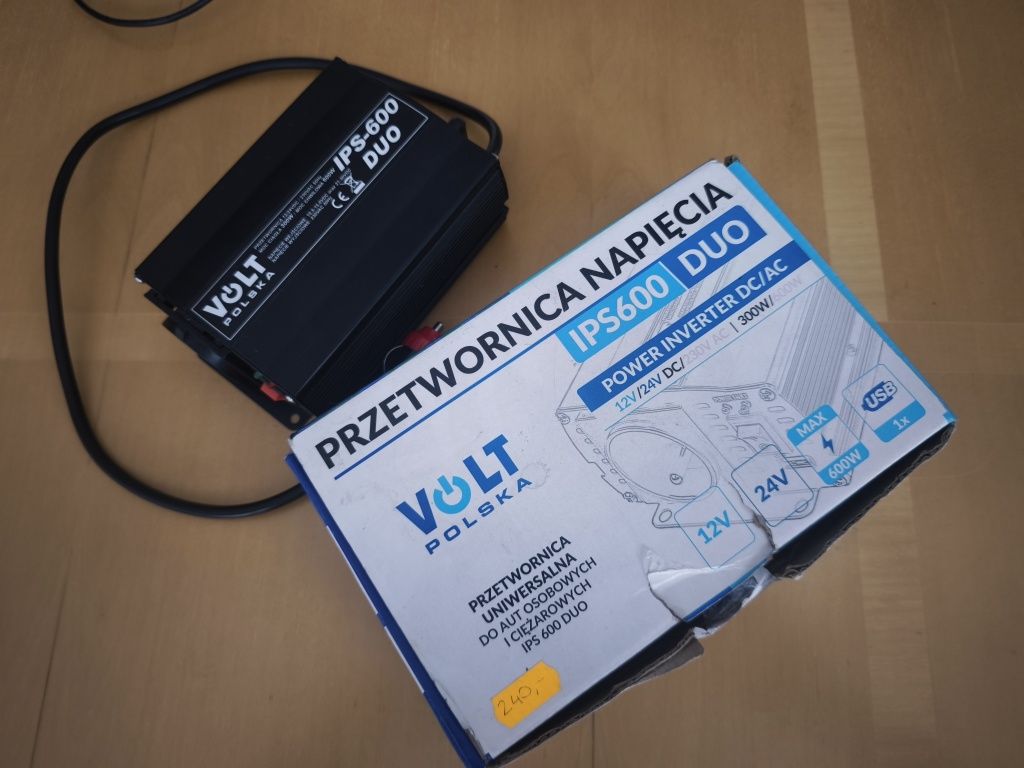 IPS-600
DUO
CE
VOLT
POLSKA
PRZETWORNICA NAPIĘCIA
IPS600 DUO
POWER INVERTER DC/AC
12V/24V DC/230V AC | 300W/600W
VOLT
POLSKA
USB
1x
MAX
600W
24V
12V
PRZETWORNICA
UNIWERSALNA
DO AUT OSOBOWYCH
I CIĘŻAROWYCH
IPS 600 DUO
240,-